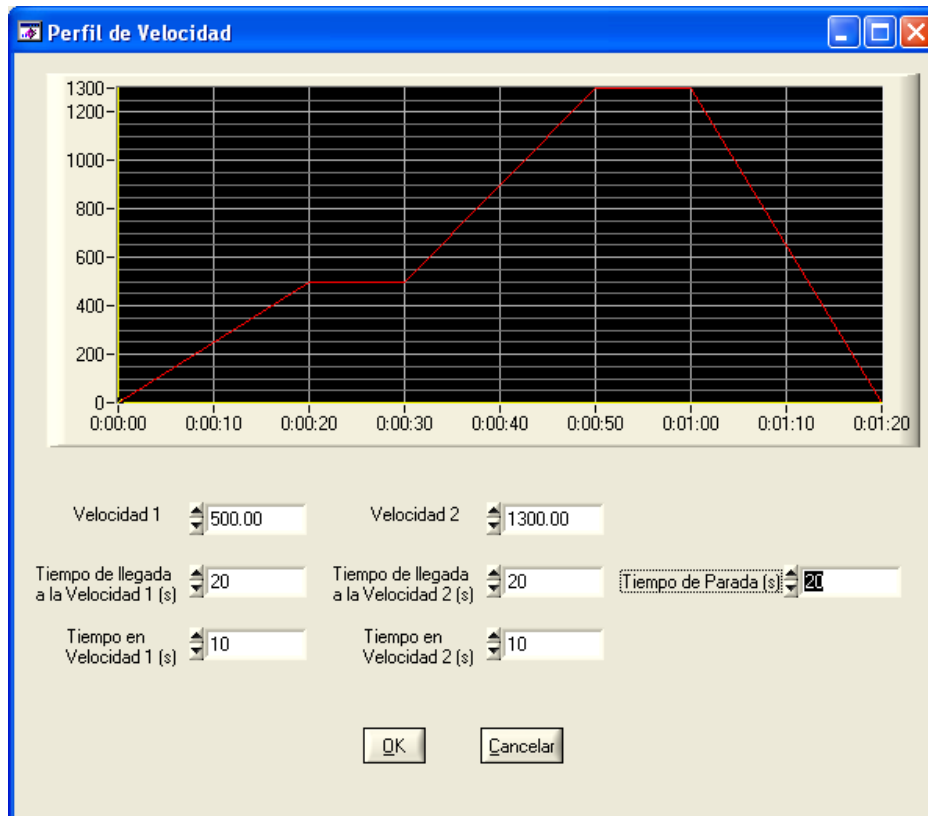 Perfil de Velocidad
1300
1200
1000
800
600
400
200
0
0:00:00 0:00:10 0:00:20 0:00:30 0:00:40 0:00:50 0:01:00 0:01:10 0:01:20
Velocidad 1 500.00 Velocidad 2 1300.00
Tiempo de llegada
a la Velocidad 1 (s) 20 Tiempo de llegada
a la Velocidad 2 (s) 20 Tiempo de Parada (s) 20
Tiempo en
Velocidad 1 (s) 10 Tiempo en
Velocidad 2 (s) 10
OK Cancelar